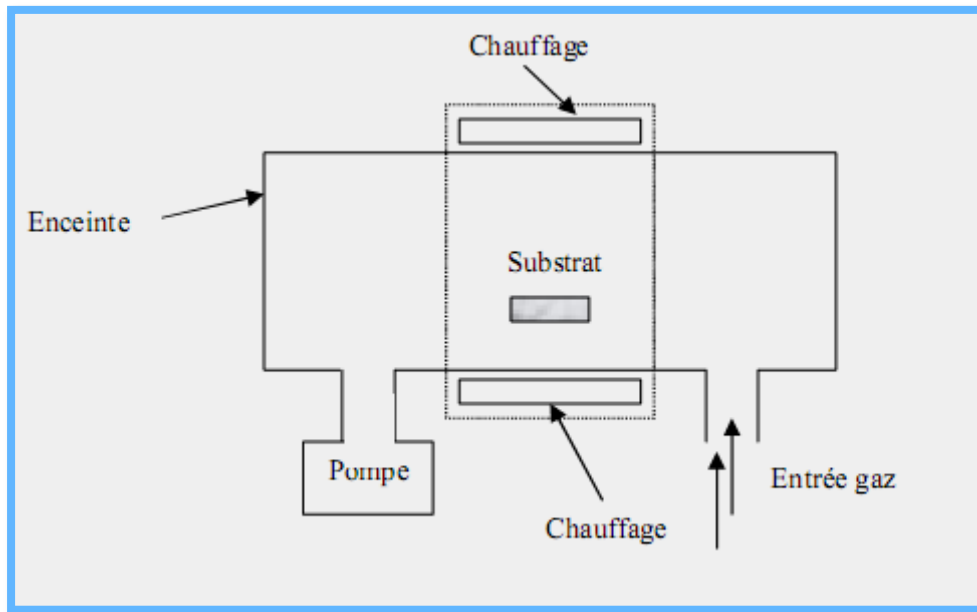 Chauffage
Enceinte
Substrat
Pompe
Entrée gaz
Chauffage